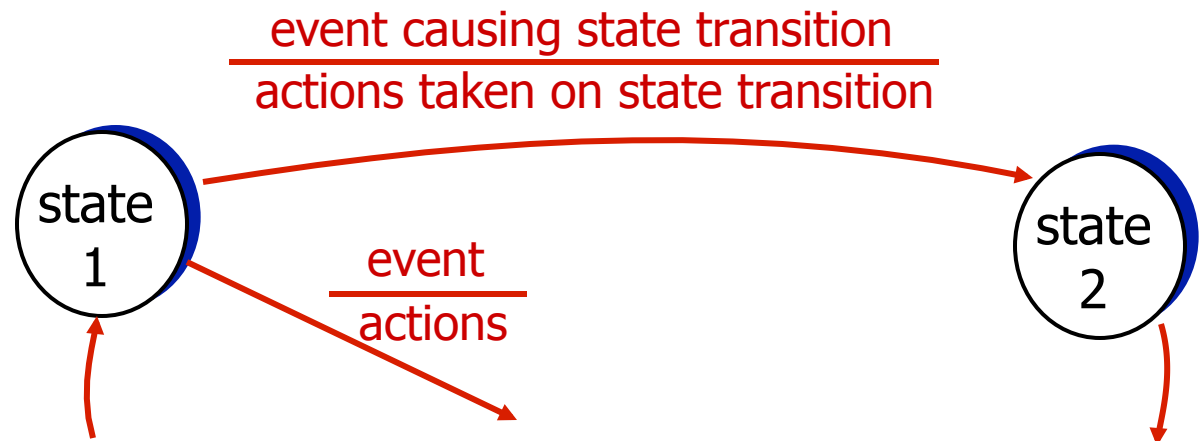 event causing state transition
actions taken on state transition
state
1
event
actions
state
2